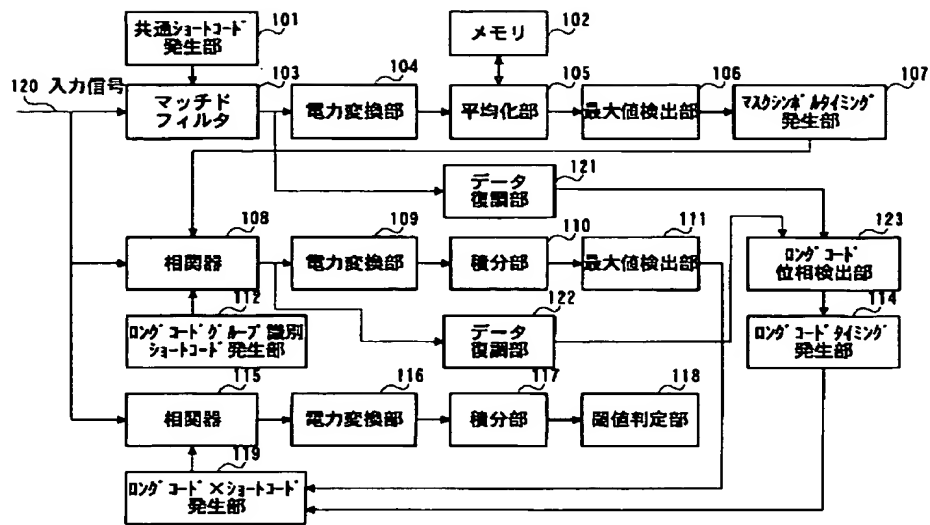 101
共通ショートコード
発生部
102
メモリ
120 入力信号
103
マッチド
フィルタ
104
電力変換部
105
平均化部
106
最大値検出部
107
マスクシンボルタイミング
発生部
121
データ
復調部
108
相関器
109
電力変換部
110
積分部
111
最大値検出部
123
ロングコード
位相検出部
112
ロングコードグループ識別
ショートコード発生部
122
データ
復調部
114
ロングコードタイミング
発生部
115
相関器
116
電力変換部
117
積分部
118
閾値判定部
119
ロングコード×ショートコード
発生部